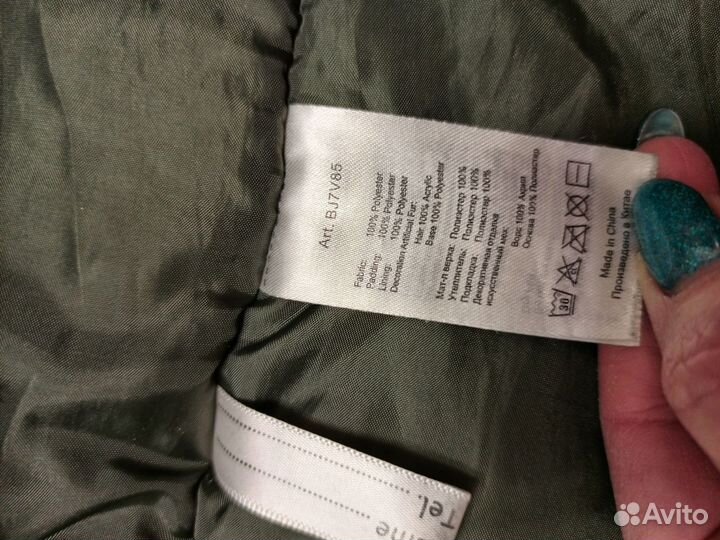 Art. BJ7V85
Fabric: 100% Polyester
Padding: 100% Polyester
Lining: 100% Polyester
Decoration Artificial Fur:
Hair 100% Acrylic
Base 100% Polyester
Мат-л верха: Полиэстер 100%
Утеплитель: Полиэстер 100%
Подкладка: Полиэстер 100%
Декоративная отделка
искусственный мех:
Ворс 100% Акрил
Основа 100% Полиэстер
30
Made in China
Произведено в Китае
Tel.
Avito